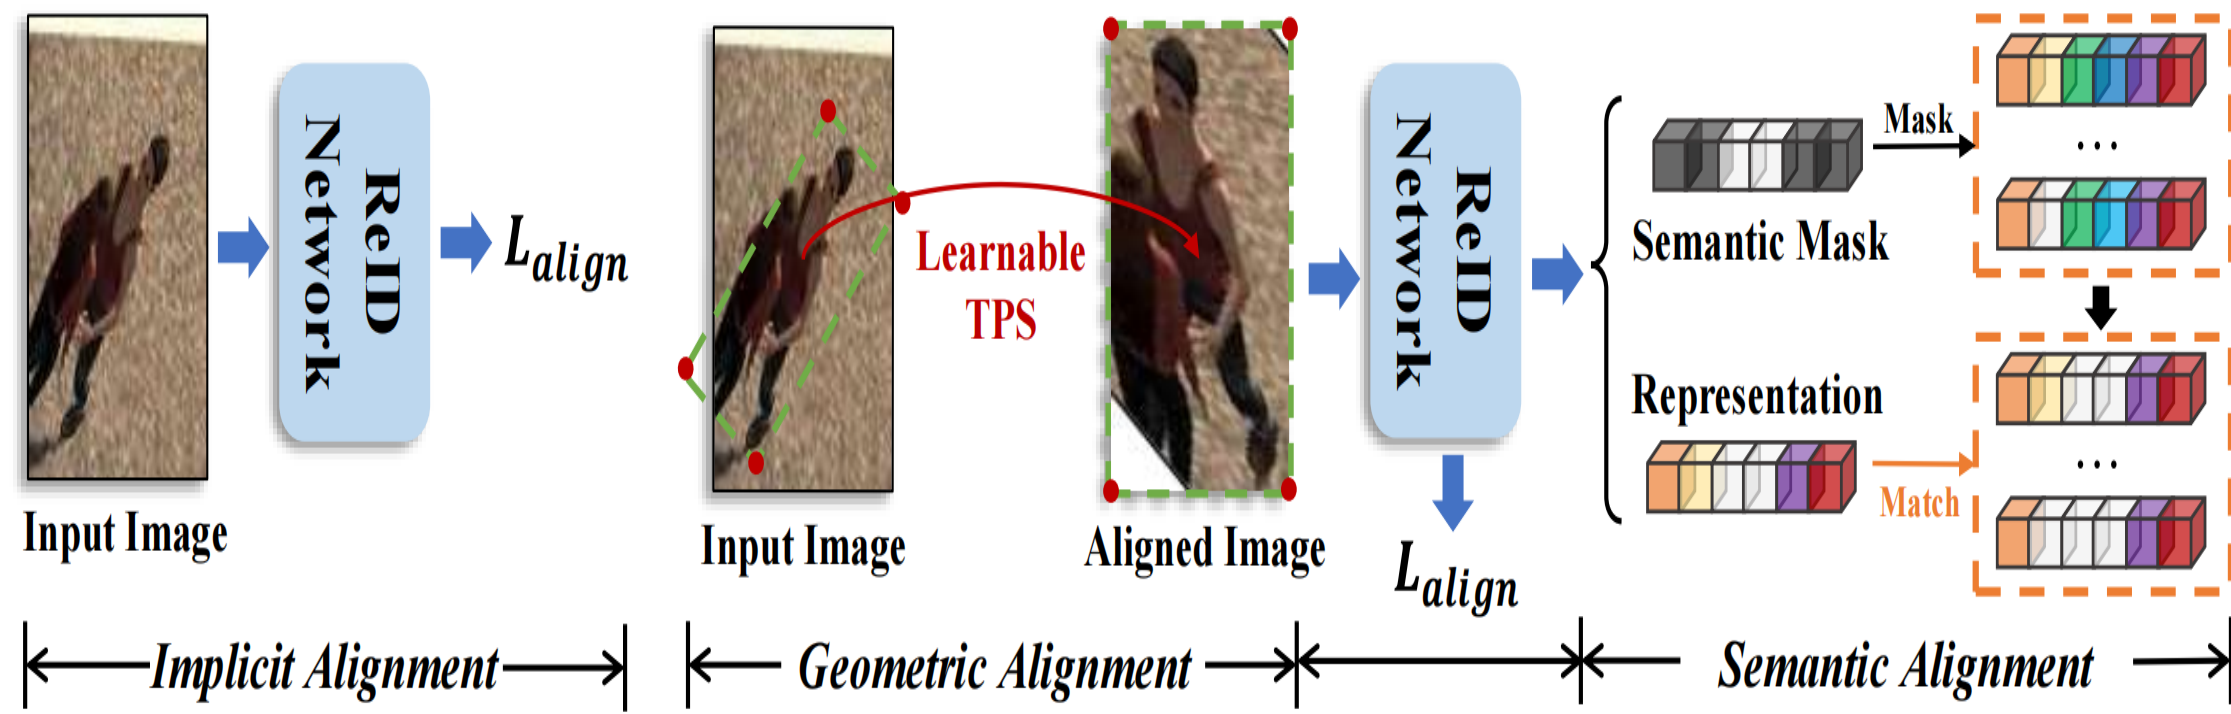 ReID
Network
L_align
Input Image
Implicit Alignment
Learnable
TPS
Input Image
Aligned Image
Geometric Alignment
ReID
Network
L_align
Semantic Mask
Mask
...
Representation
Match
...
Semantic Alignment